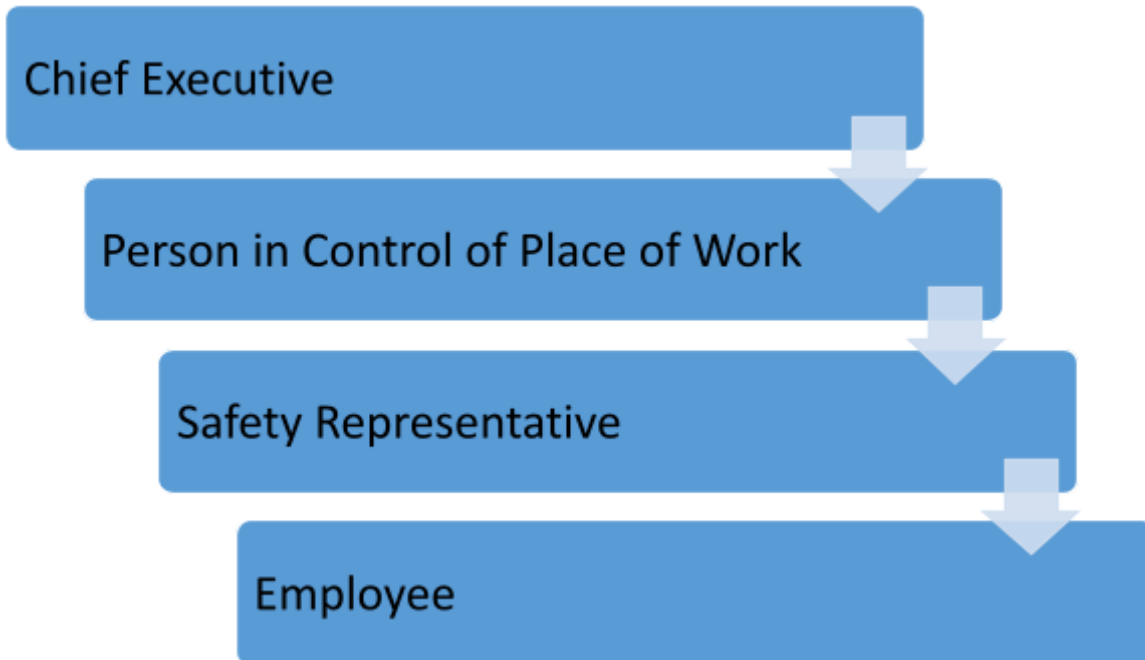 Chief Executive
Person in Control of Place of Work
Safety Representative
Employee